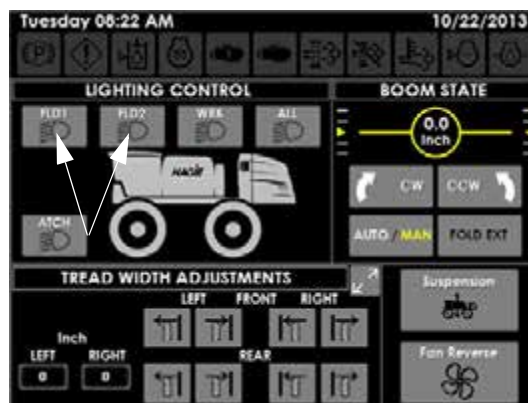 Tuesday 08:22 AM 10/22/2013
LIGHTING CONTROL
BOOM STATE
FLD1 FLD2 WRK ALL
0.0
Inch
HAGIE
CW CCW
ATCH
AUTO / MAN FOLD EXT
TREAD WIDTH ADJUSTMENTS
LEFT FRONT RIGHT
Inch
LEFT RIGHT
REAR
0 0
Suspension
Fan Reverse